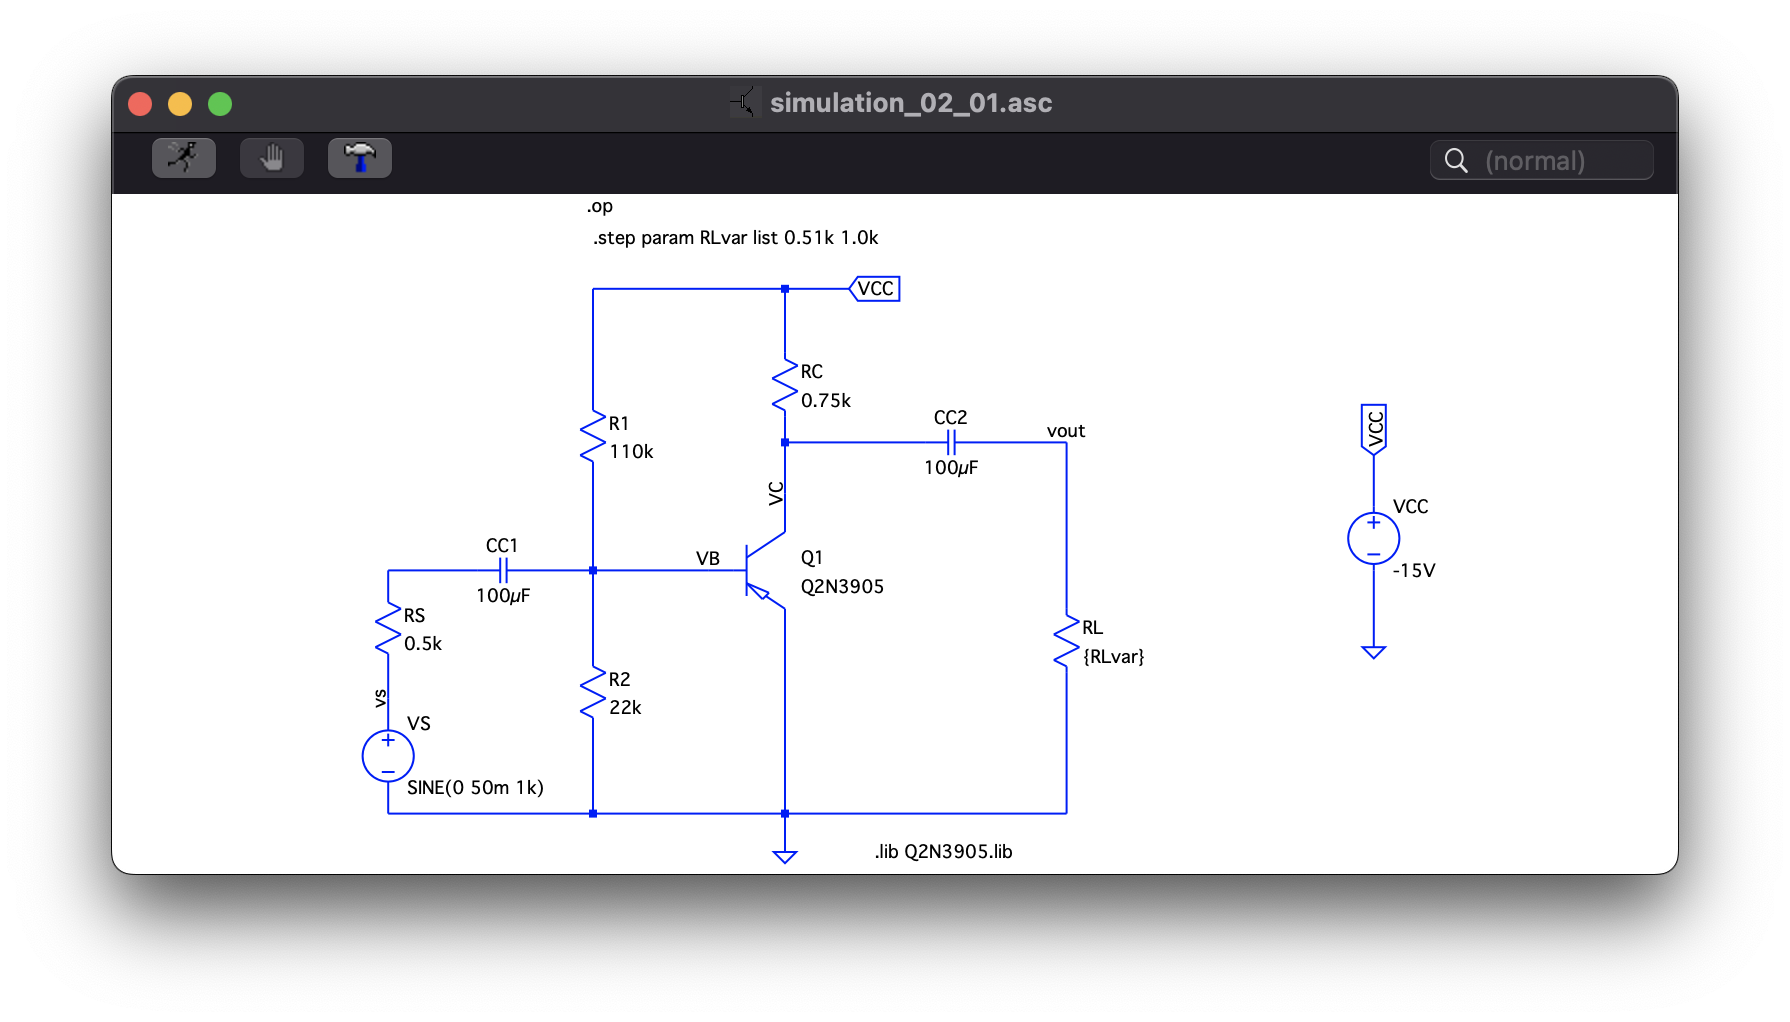 simulation_02_01.asc
(normal)
.op
.step param RLvar list 0.51k 1.0k
VCC
RC
0.75k
R1
110k
CC2
100µF
vout
VC
VCC
VCC
-15V
CC1
100µF
VB
Q1
Q2N3905
RS
0.5k
RL
{RLvar}
R2
22k
vs
VS
SINE(0 50m 1k)
.lib Q2N3905.lib